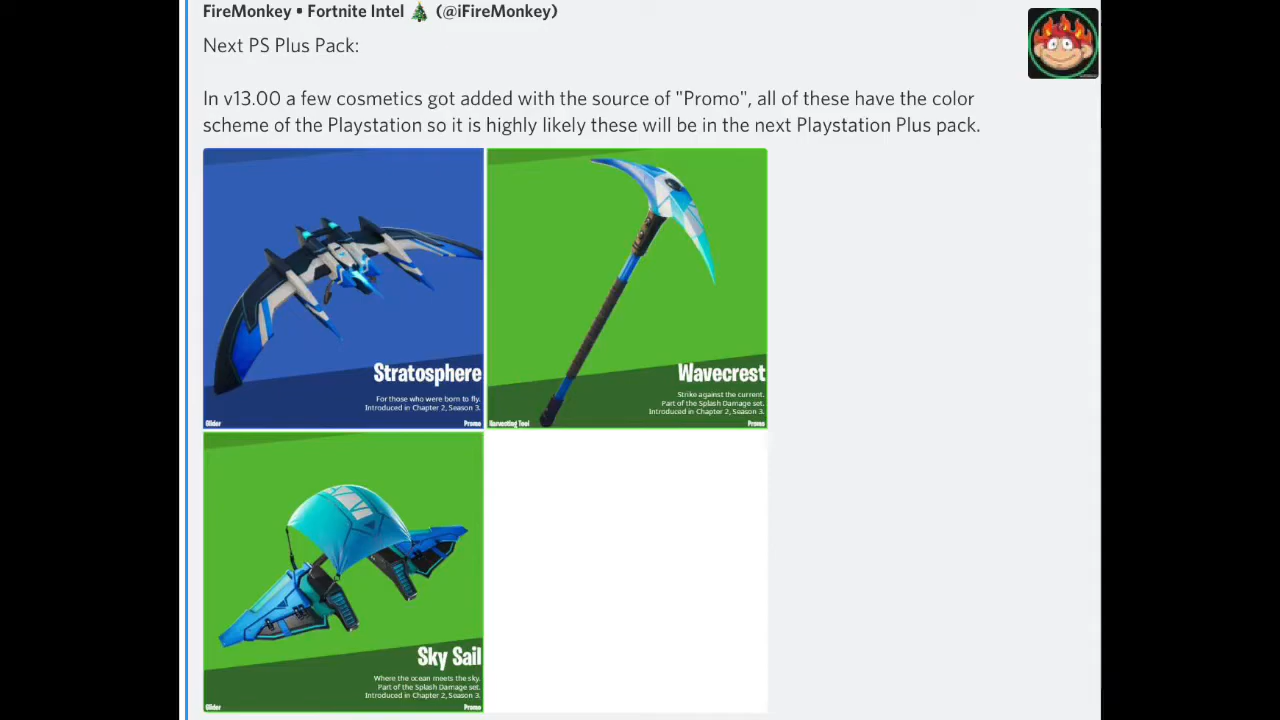 FireMonkey • Fortnite Intel 🎄 (@iFireMonkey)
Next PS Plus Pack:
In v13.00 a few cosmetics got added with the source of "Promo", all of these have the color
scheme of the Playstation so it is highly likely these will be in the next Playstation Plus pack.
Stratosphere
For those who were born to fly.
Introduced in Chapter 2, Season 3.
Glider
Promo
Wavecrest
Strike against the current.
Part of the Splash Damage set.
Introduced in Chapter 2, Season 3.
Harvesting Tool
Promo
Sky Sail
Where the ocean meets the sky.
Part of the Splash Damage set.
Introduced in Chapter 2, Season 3.
Glider
Promo